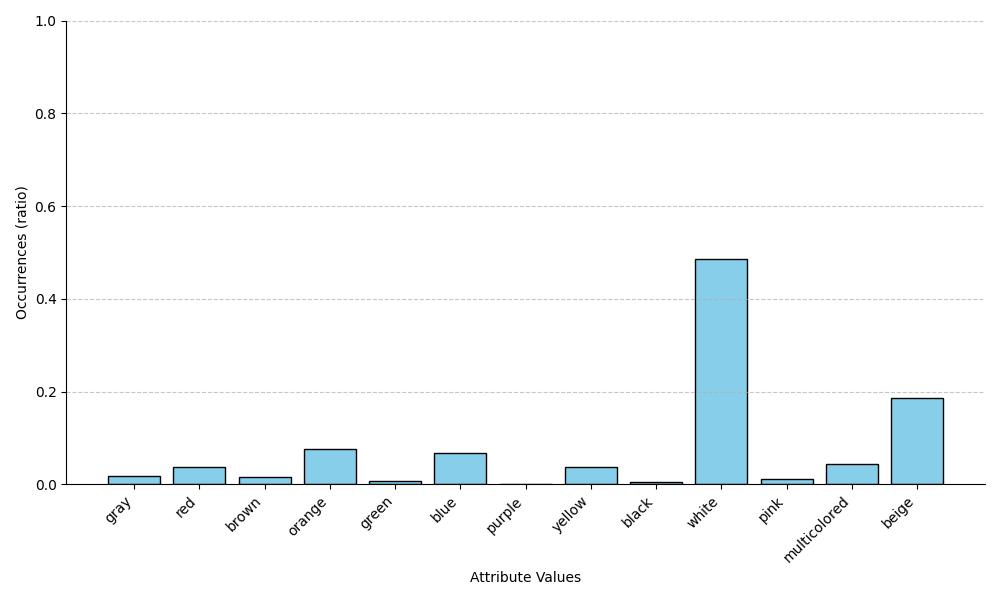 1.0
0.8
0.6
0.4
0.2
0.0
Occurrences (ratio)
gray
red
brown
orange
green
blue
purple
yellow
black
white
pink
multicolored
beige
Attribute Values